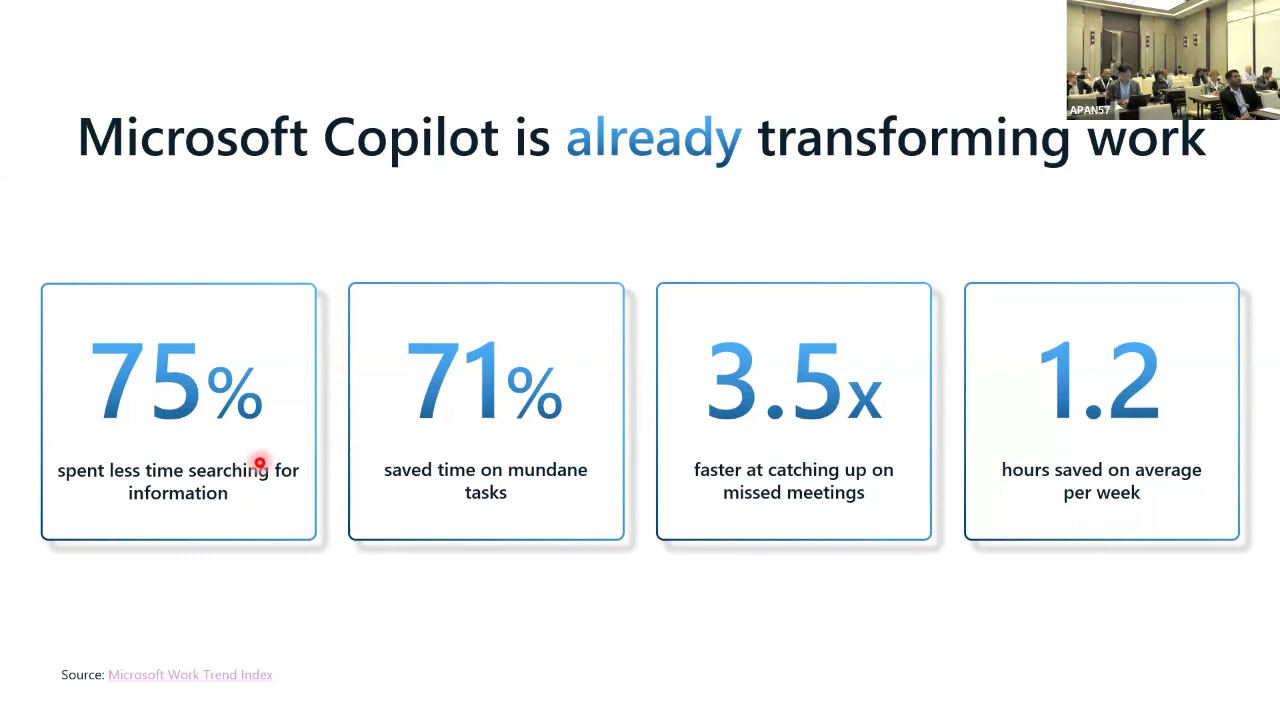 APAN57
Microsoft Copilot is already transforming work
75%
spent less time searching for
information
71%
saved time on mundane
tasks
3.5x
faster at catching up on
missed meetings
1.2
hours saved on average
per week
Source: Microsoft Work Trend Index